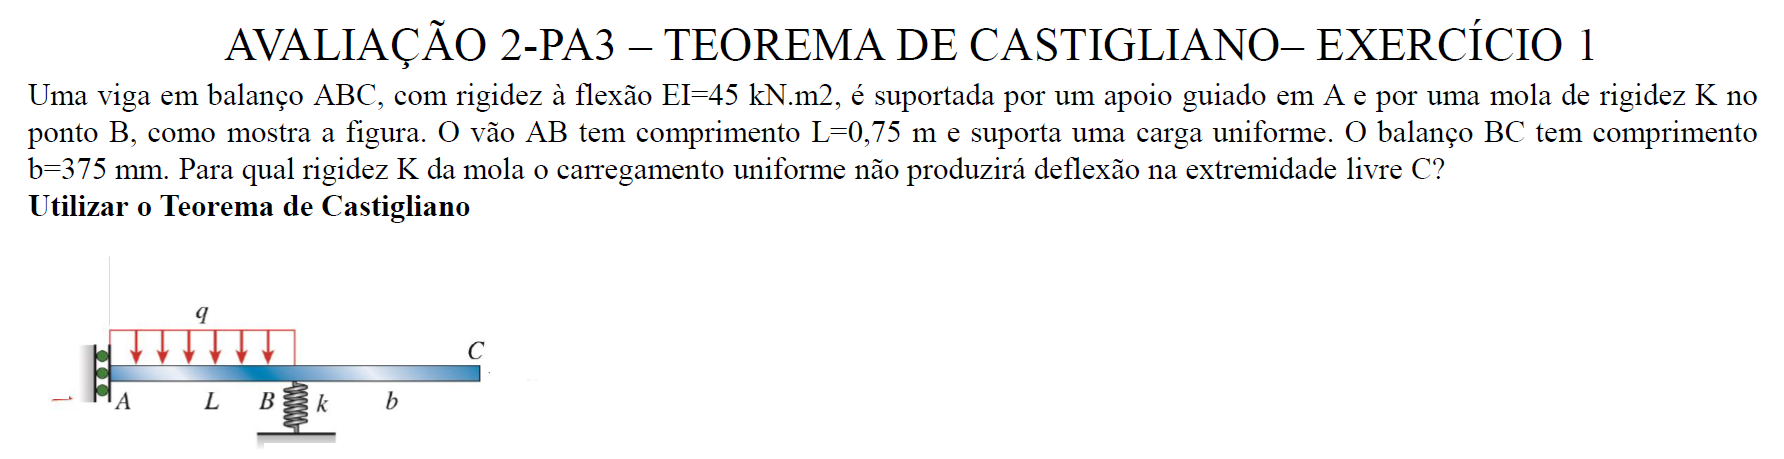 AVALIAÇÃO 2-PA3 – TEOREMA DE CASTIGLIANO– EXERCÍCIO 1
Uma viga em balanço ABC, com rigidez à flexão EI=45 kN.m2, é suportada por um apoio guiado em A e por uma mola de rigidez K no
ponto B, como mostra a figura. O vão AB tem comprimento L=0,75 m e suporta uma carga uniforme. O balanço BC tem comprimento
b=375 mm. Para qual rigidez K da mola o carregamento uniforme não produzirá deflexão na extremidade livre C?
Utilizar o Teorema de Castigliano
q
C
A L B k b